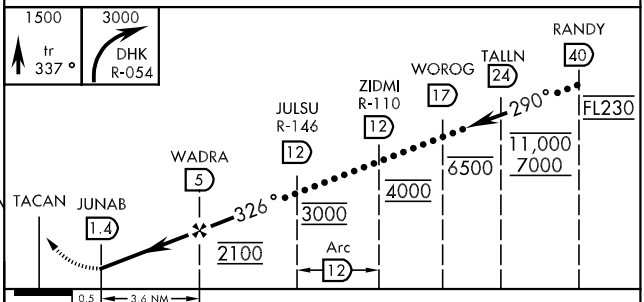 1500
tr
337°
3000
DHK
R-054
RANDY
40
TALLN
24
WOROG
17
ZIDMI
R-110
12
JULSU
R-146
12
WADRA
5
TACAN
JUNAB
1.4
290°
FL230
11,000
7000
6500
4000
3000
326°
2100
Arc
12
0.5
3.6 NM